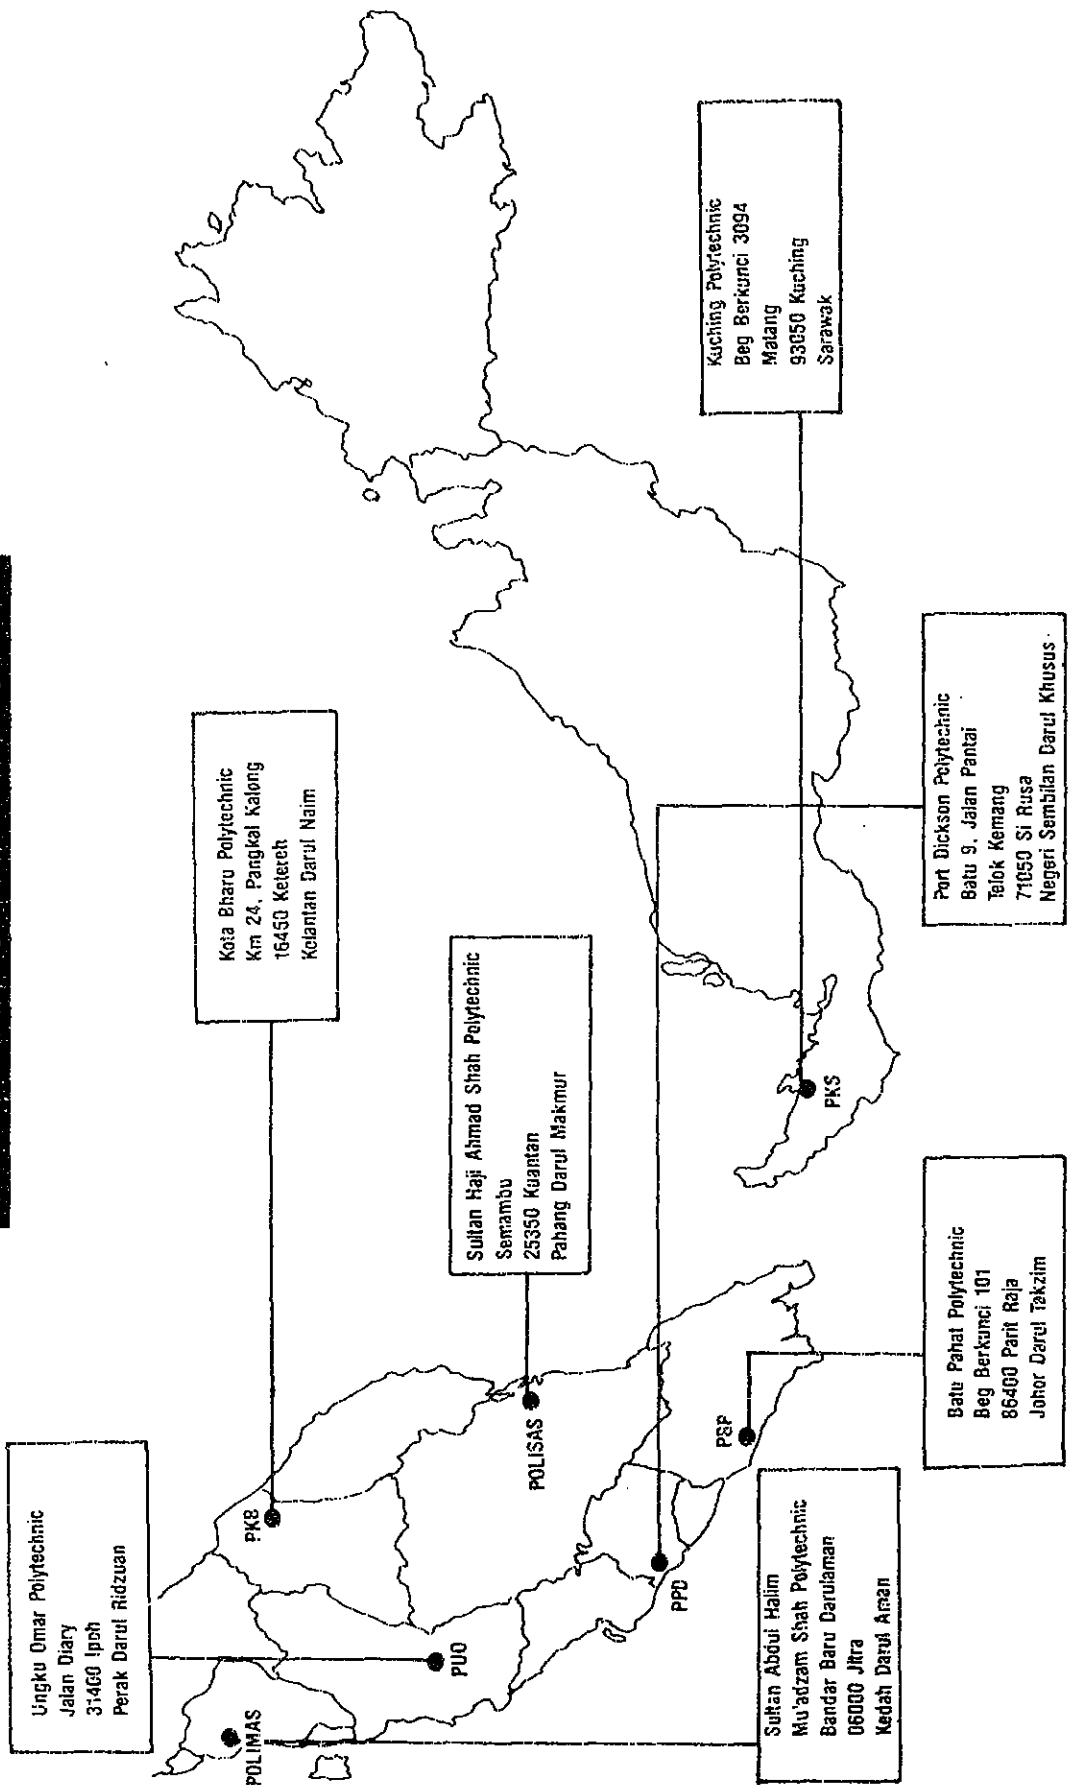 Ungku Omar Polytechnic
Jalan Diary
31400 Ipoh
Perak Darul Ridzuan
Kota Bharu Polytechnic
Km 24, Pangkal Kalong
16450 Ketereh
Kelantan Darul Naim
Sultan Haji Ahmad Shah Polytechnic
Semambu
25350 Kuantan
Pahang Darul Makmur
Kuching Polytechnic
Beg Berkunci 3094
Matang
93050 Kuching
Sarawak
POLIMAS
PUO
PKB
POLISAS
PPD
PBP
PKS
Sultan Abdul Halim
Mu'adzam Shah Polytechnic
Bandar Baru Darulaman
06000 Jitra
Kedah Darul Aman
Batu Pahat Polytechnic
Beg Berkunci 101
86400 Parit Raja
Johor Darul Takzim
Port Dickson Polytechnic
Batu 9, Jalan Pantai
Telok Kemang
71050 Si Rusa
Negeri Sembilan Darul Khusus